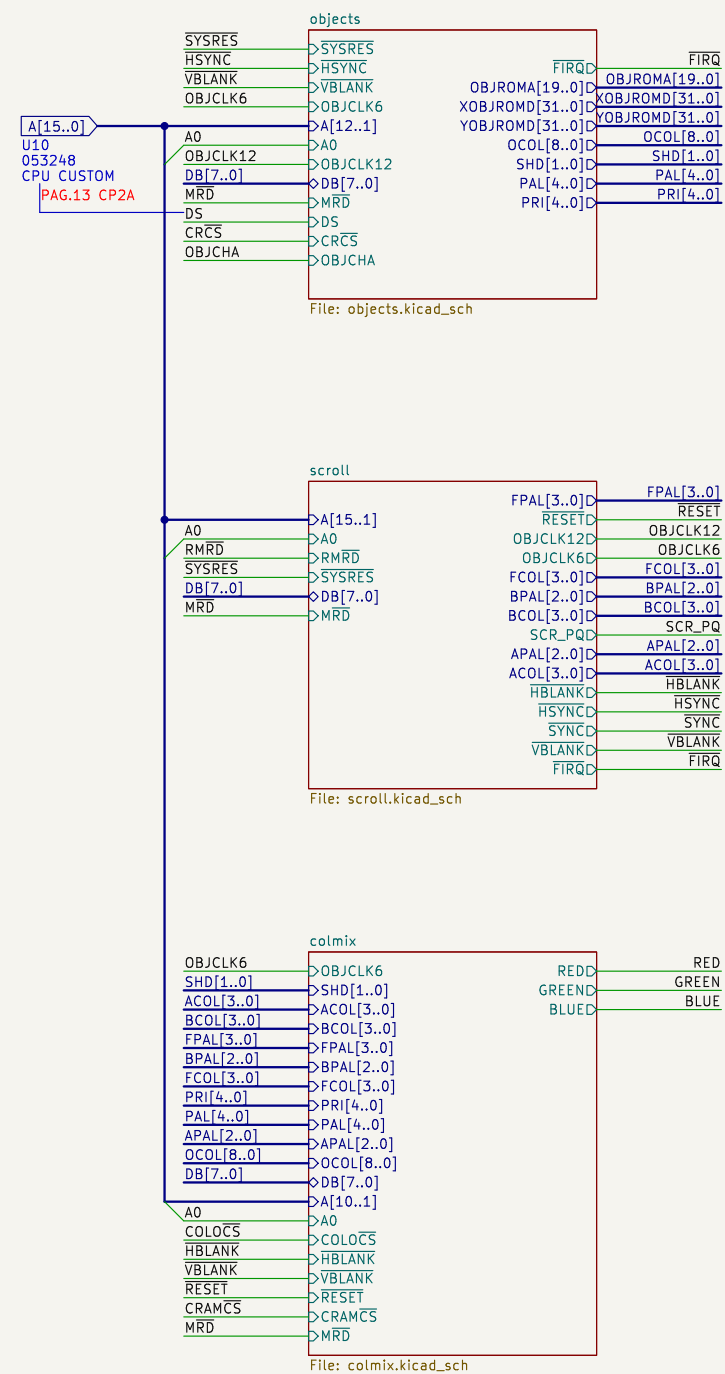 objects
SYSRES
HSYNC
VBLANK
OBJCLK6
A0
OBJCLK12
DB[7..0]
MRD
DS
CRCS
OBJCHA
A[15..0]
U10
053248
CPU CUSTOM
PAG.13 CP2A
SYSRES
HSYNC
VBLANK
OBJCLK6
A[12..1]
A0
OBJCLK12
DB[7..0]
MRD
DS
CRCS
OBJCHA
FIRQ
OBJROMA[19..0]
XOBJROMD[31..0]
YOBJROMD[31..0]
OCOL[8..0]
SHD[1..0]
PAL[4..0]
PRI[4..0]
FIRQ
OBJROMA[19..0]
XOBJROMD[31..0]
YOBJROMD[31..0]
OCOL[8..0]
SHD[1..0]
PAL[4..0]
PRI[4..0]
File: objects.kicad_sch
scroll
A0
RMRD
SYSRES
DB[7..0]
MRD
A[15..1]
A0
RMRD
SYSRES
DB[7..0]
MRD
FPAL[3..0]
RESET
OBJCLK12
OBJCLK6
FCOL[3..0]
BPAL[2..0]
BCOL[3..0]
SCR_PQ
APAL[2..0]
ACOL[3..0]
HBLANK
HSYNC
SYNC
VBLANK
FIRQ
FPAL[3..0]
RESET
OBJCLK12
OBJCLK6
FCOL[3..0]
BPAL[2..0]
BCOL[3..0]
SCR_PQ
APAL[2..0]
ACOL[3..0]
HBLANK
HSYNC
SYNC
VBLANK
FIRQ
File: scroll.kicad_sch
colmix
OBJCLK6
SHD[1..0]
ACOL[3..0]
BCOL[3..0]
FPAL[3..0]
BPAL[2..0]
FCOL[3..0]
PRI[4..0]
PAL[4..0]
APAL[2..0]
OCOL[8..0]
DB[7..0]
A0
COLOCS
HBLANK
VBLANK
RESET
CRAMCS
MRD
OBJCLK6
SHD[1..0]
ACOL[3..0]
BCOL[3..0]
FPAL[3..0]
BPAL[2..0]
FCOL[3..0]
PRI[4..0]
PAL[4..0]
APAL[2..0]
OCOL[8..0]
DB[7..0]
A[10..1]
A0
COLOCS
HBLANK
VBLANK
RESET
CRAMCS
MRD
RED
GREEN
BLUE
RED
GREEN
BLUE
File: colmix.kicad_sch